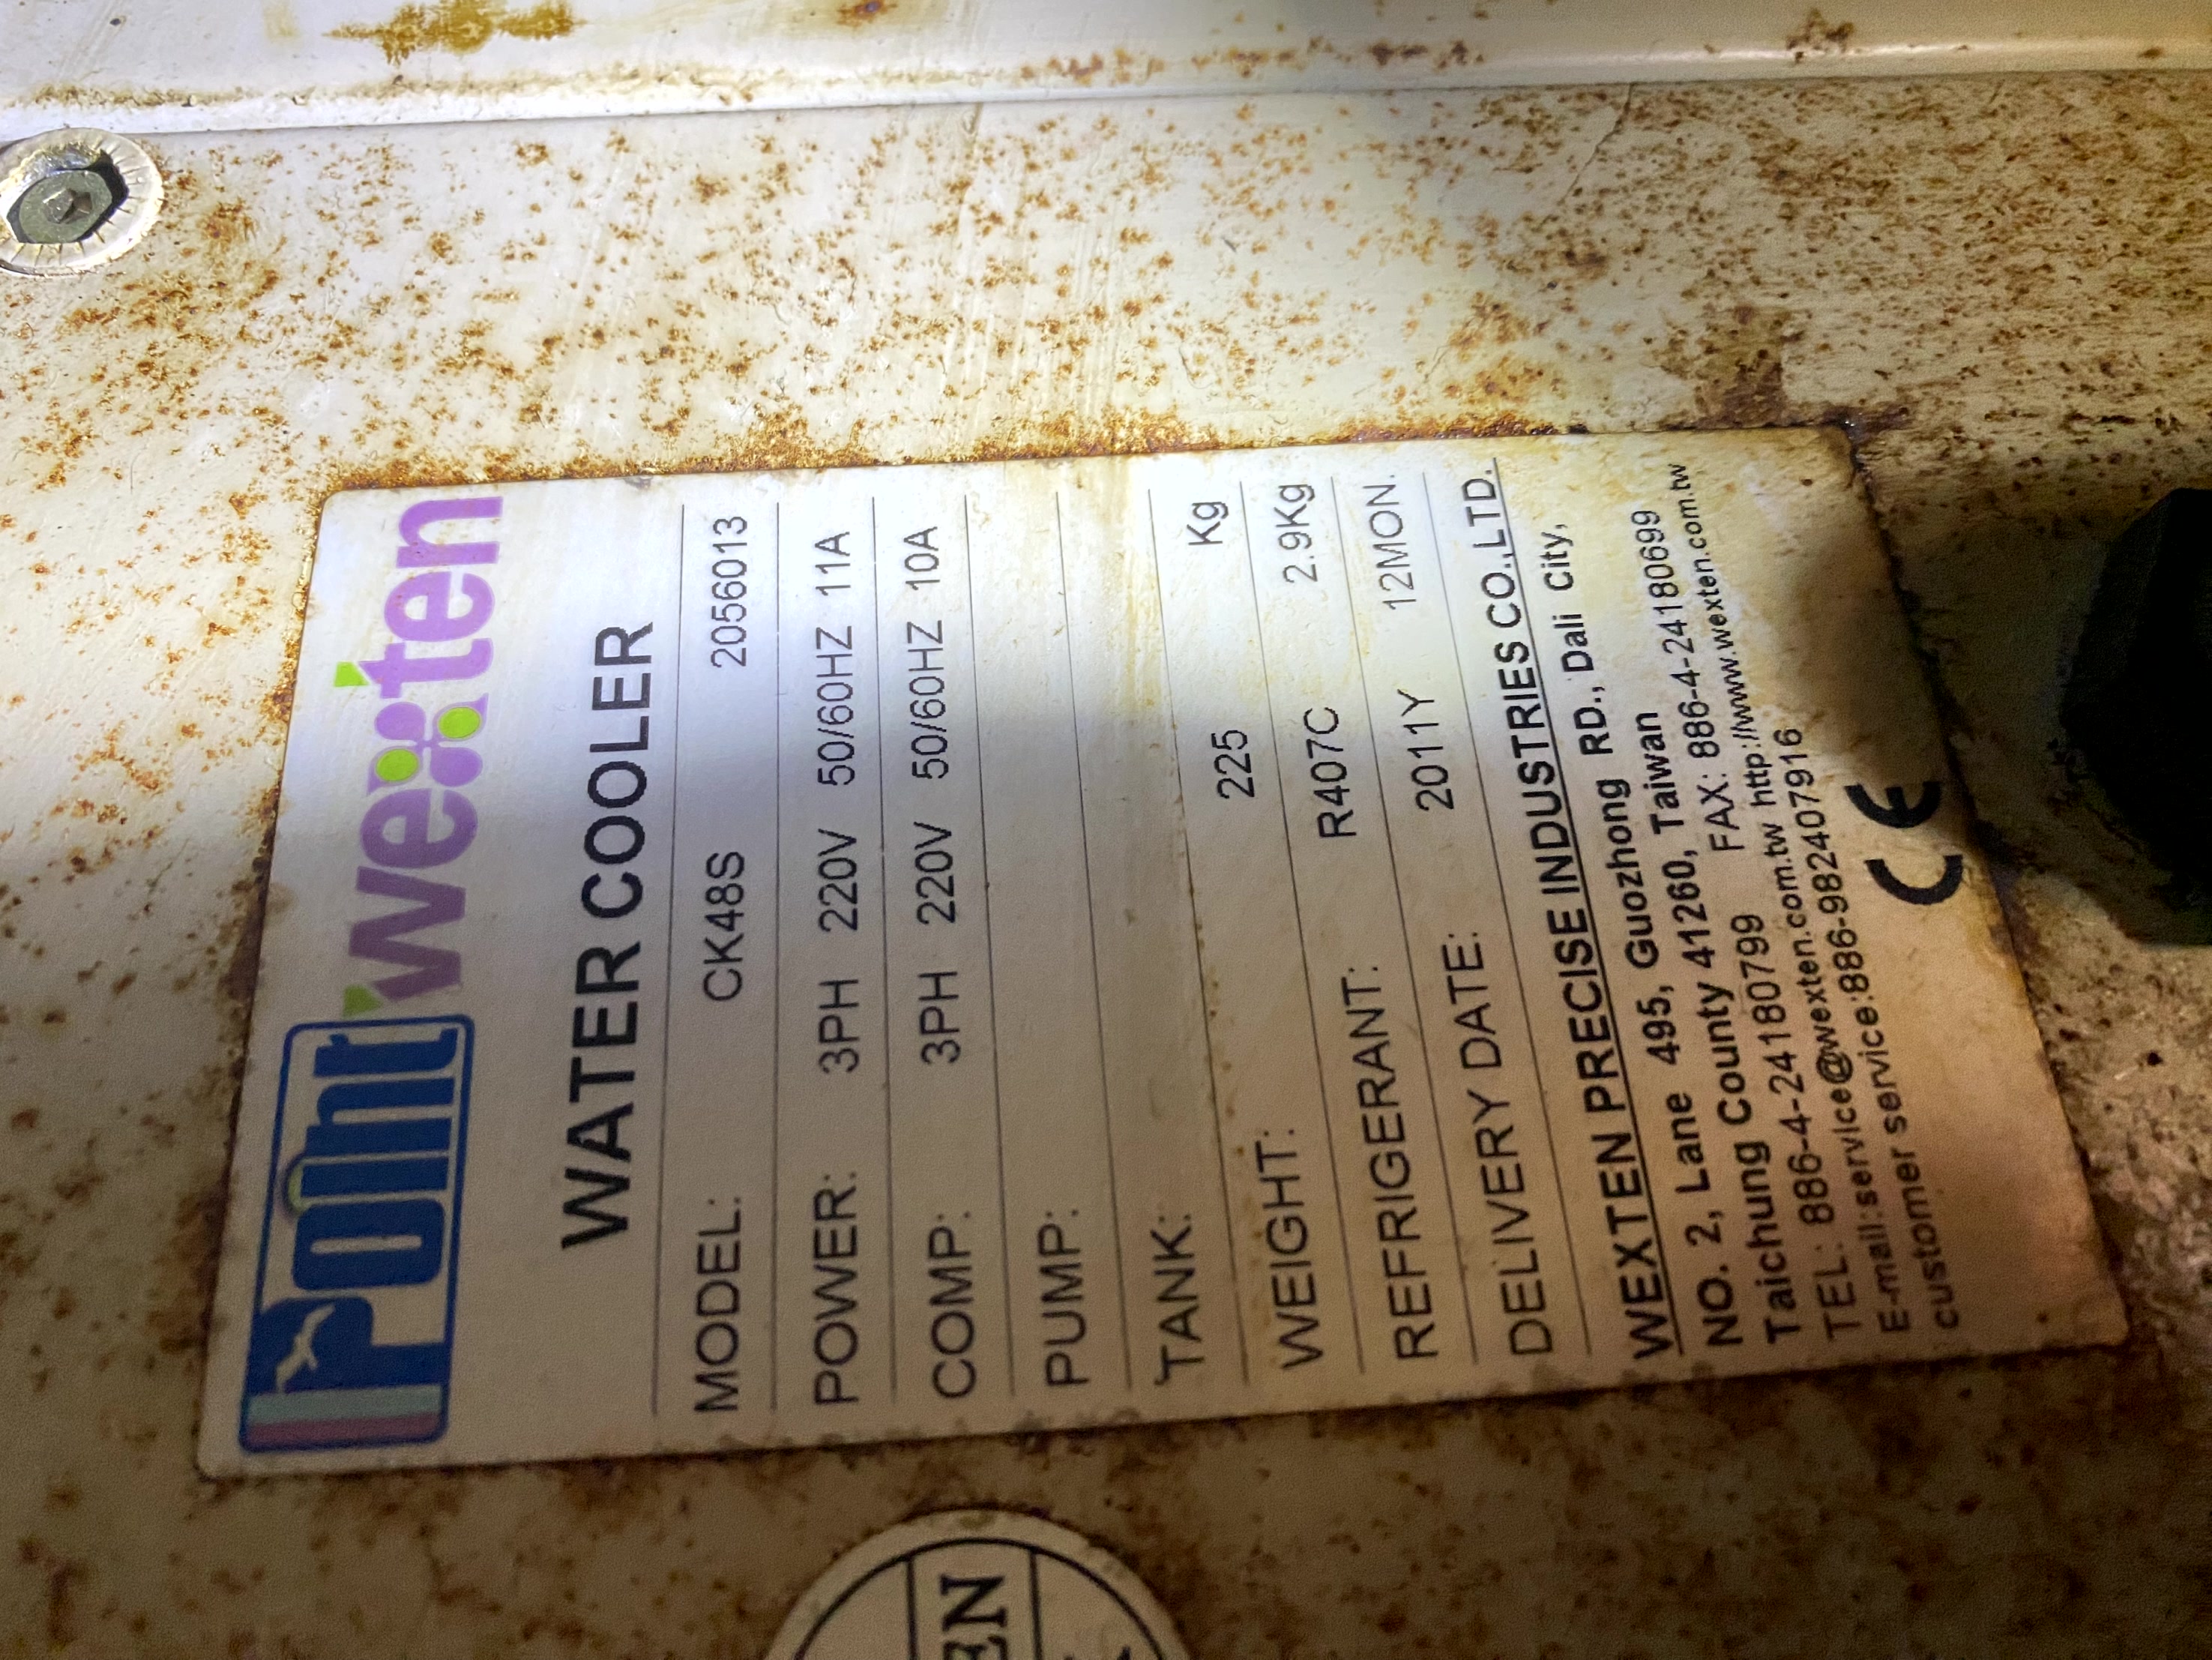 Point wexten
WATER COOLER
MODEL: CK48S 2056013
POWER: 3PH 220V 50/60HZ 11A
COMP: 3PH 220V 50/60HZ 10A
PUMP:
TANK:
WEIGHT: 225 Kg
REFRIGERANT: R407C 2.9Kg
DELIVERY DATE: 2011Y 12MON.
WEXTEN PRECISE INDUSTRIES CO.,LTD.
NO. 2, Lane 495, Guozhong RD., Dali City,
Taichung County 41260, Taiwan
TEL: 886-4-24180799 FAX: 886-4-24180699
E-mail:service@wexten.com.tw http://www.wexten.com.tw
customer service:886-982407916
CE
EN